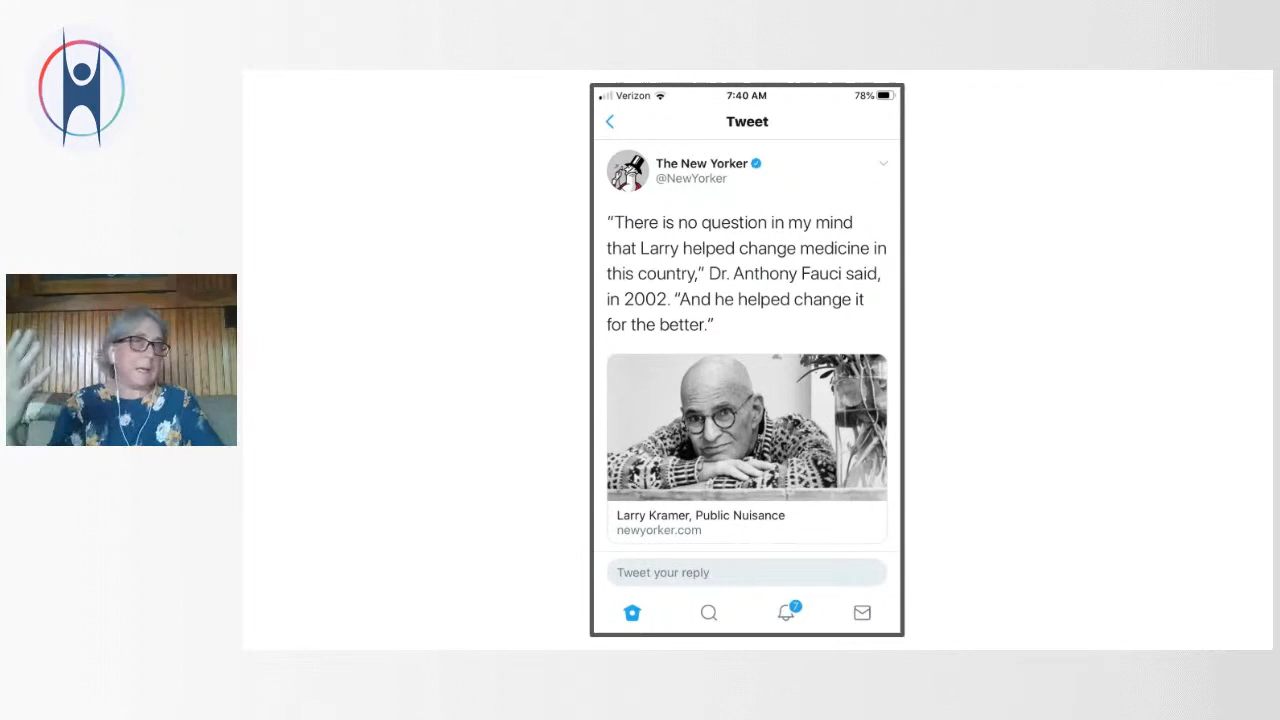 Verizon 7:40 AM 78%
Tweet
The New Yorker
@NewYorker
“There is no question in my mind
that Larry helped change medicine in
this country,” Dr. Anthony Fauci said,
in 2002. “And he helped change it
for the better.”
Larry Kramer, Public Nuisance
newyorker.com
Tweet your reply
7